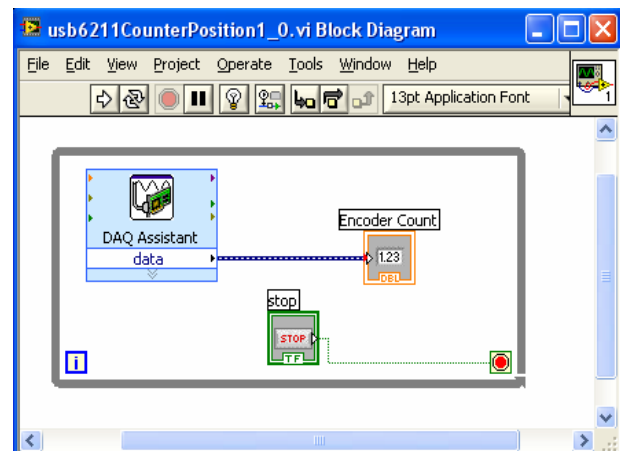 usb6211CounterPosition1_0.vi Block Diagram
File Edit View Project Operate Tools Window Help
13pt Application Font
1
DAQ Assistant
data
Encoder Count
1.23
DBL
stop
STOP
TF
i